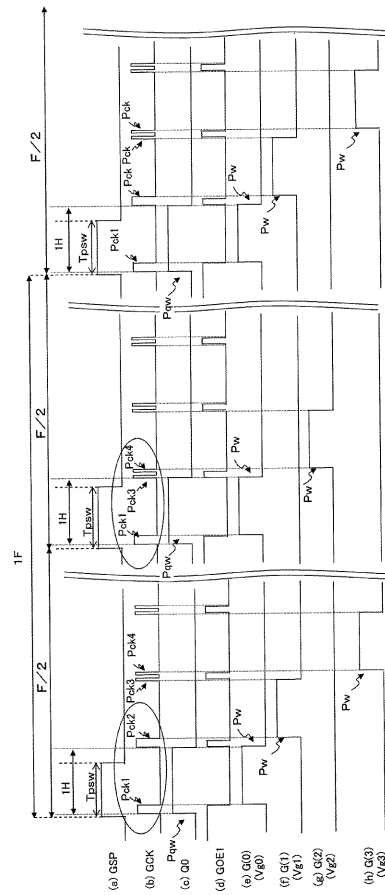 1F
F/2
F/2
F/2
1H
Tpsw
1H
Tpsw
1H
Tpsw
(a) GSP
Pck1
Pck2
Pck3
Pck4
Pck1
Pck3
Pck4
Pck1
Pck
Pck
Pck
(b) GCK
Pqw
Pqw
Pqw
(c) Q0
(d) GOE1
Pw
Pw
Pw
(e) G(0)
(Vg0)
Pw
Pw
(f) G(1)
(Vg1)
Pw
(g) G(2)
(Vg2)
Pw
Pw
(h) G(3)
(Vg3)